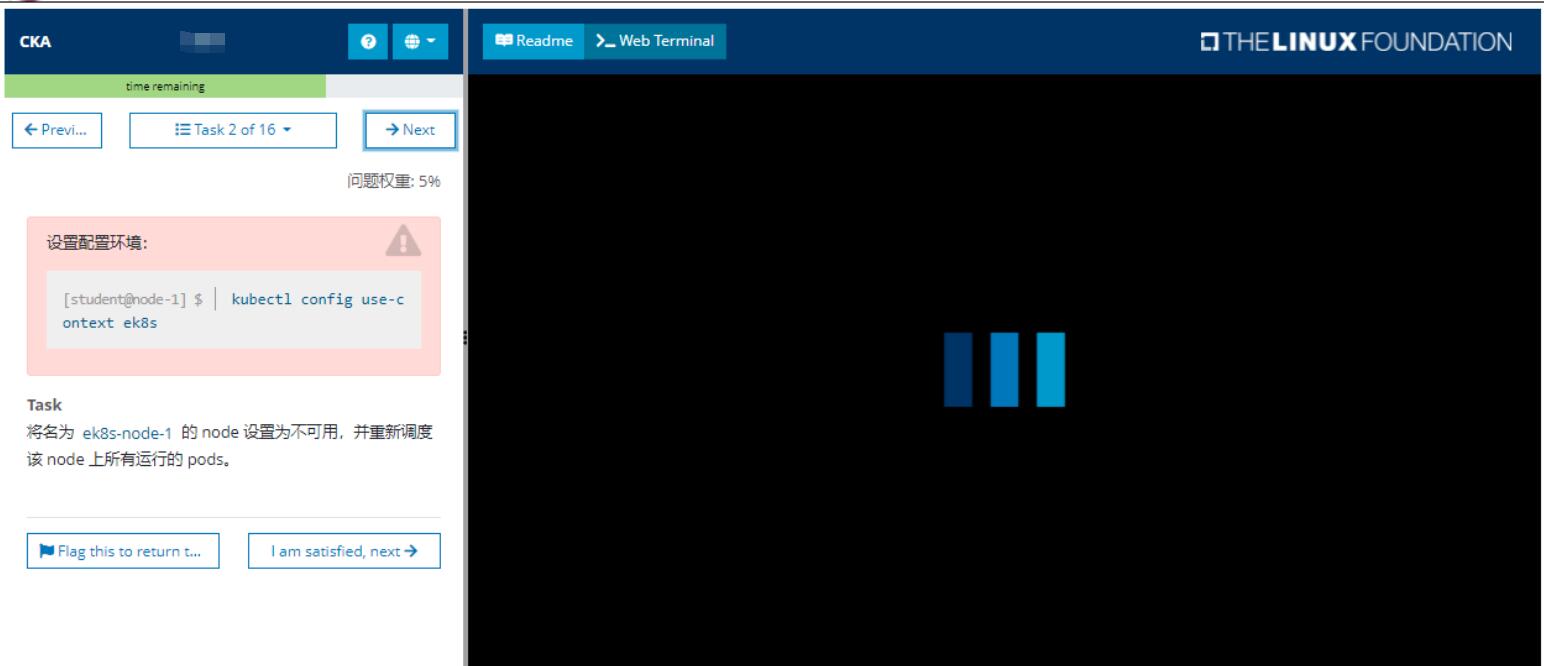 CKA
Readme
Web Terminal
THE LINUX FOUNDATION
time remaining
Previ...
Task 2 of 16
Next
问题权重: 5%
设置配置环境:
[student@node-1] $ | kubectl config use-c
ontext ek8s
Task
将名为 ek8s-node-1 的 node 设置为不可用，并重新调度
该 node 上所有运行的 pods。
Flag this to return t...
I am satisfied, next